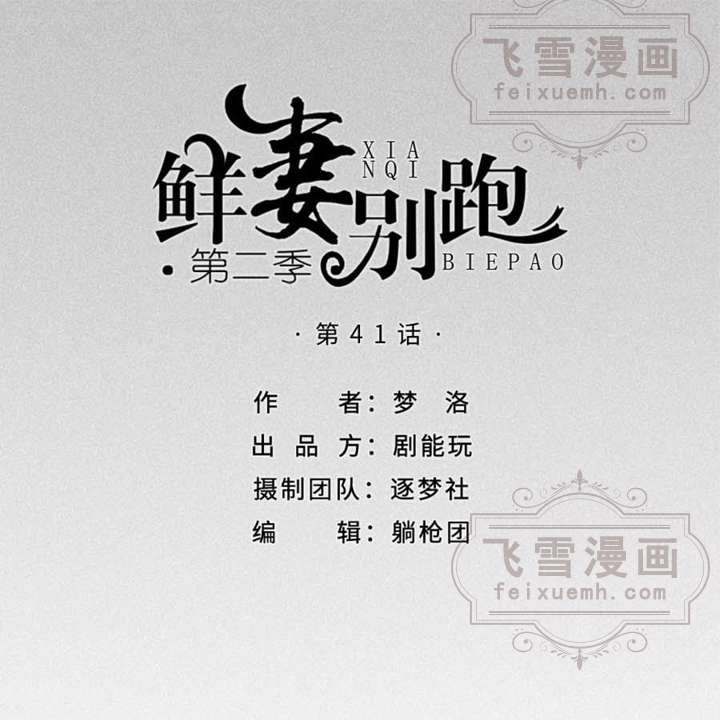 飞雪漫画
feixuemh.com
鲜妻别跑
XIA
NQI
BIEPAO
·第二季
· 第41话 ·
作 者：梦 洛
出 品 方：剧能玩
摄制团队：逐梦社
编 辑：躺枪团
飞雪漫画
feixuemh.com